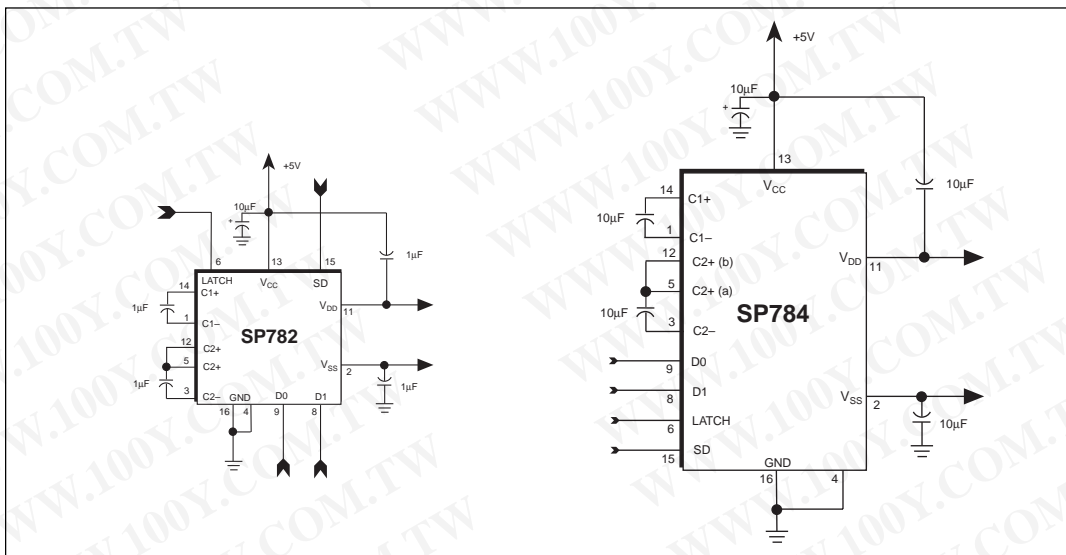 +5V
10µF
+
6
13
15
LATCH
VCC
SD
14
C1+
1µF
1
C1–
12
C2+
5
C2+
1µF
3
C2–
SP782
VDD
11
1µF
VSS
2
1µF
GND
D0
D1
16
4
9
8
+5V
10µF
+
13
VCC
14
C1+
10µF
1
C1–
12
C2+ (b)
5
C2+ (a)
10µF
3
C2–
SP784
D0
9
D1
8
LATCH
6
SD
15
VDD
11
10µF
VSS
2
10µF
GND
16
4
WWW.100Y.COM.TW